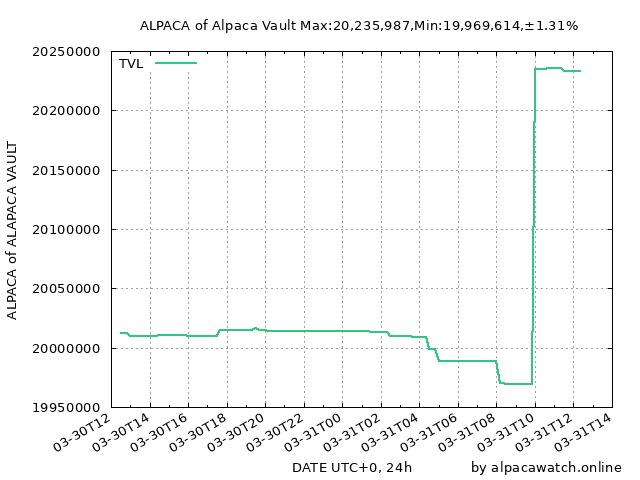 ALPACA of Alpaca Vault Max:20,235,987,Min:19,969,614,±1.31%
TVL
ALPACA of ALAPACA VAULT
20250000
20200000
20150000
20100000
20050000
20000000
19950000
03-30T12
03-30T14
03-30T16
03-30T18
03-30T20
03-30T22
03-31T00
03-31T02
03-31T04
03-31T06
03-31T08
03-31T10
03-31T12
03-31T14
DATE UTC+0, 24h
by alpacawatch.online